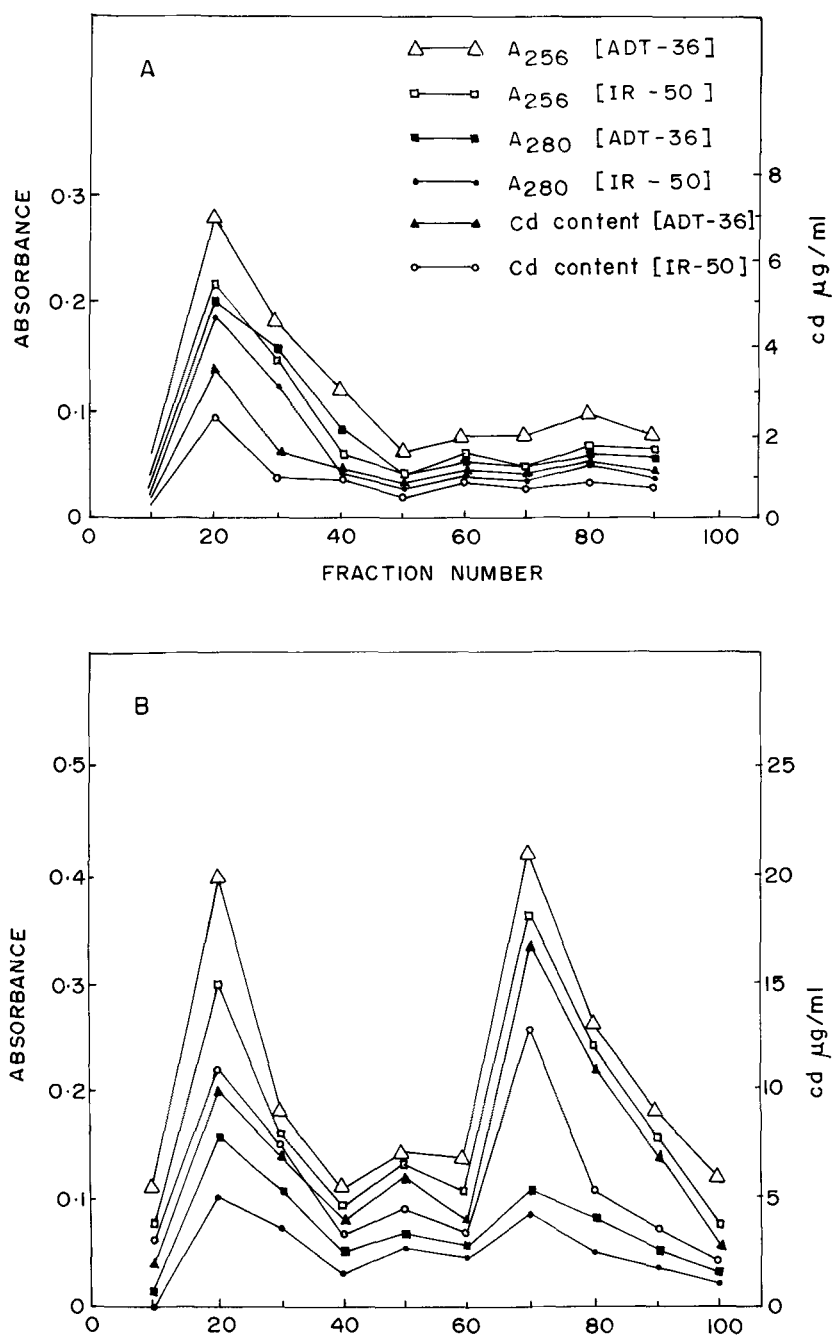 A
A256 [ADT-36]
A256 [IR-50]
A280 [ADT-36]
A280 [IR-50]
Cd content [ADT-36]
Cd content [IR-50]
ABSORBANCE
0.3
0.2
0.1
0
8
6
4
2
0
cd µg/ml
0 20 40 60 80 100
FRACTION NUMBER
B
ABSORBANCE
0.5
0.4
0.3
0.2
0.1
0
25
20
15
10
5
0
cd µg/ml
0 20 40 60 80 100